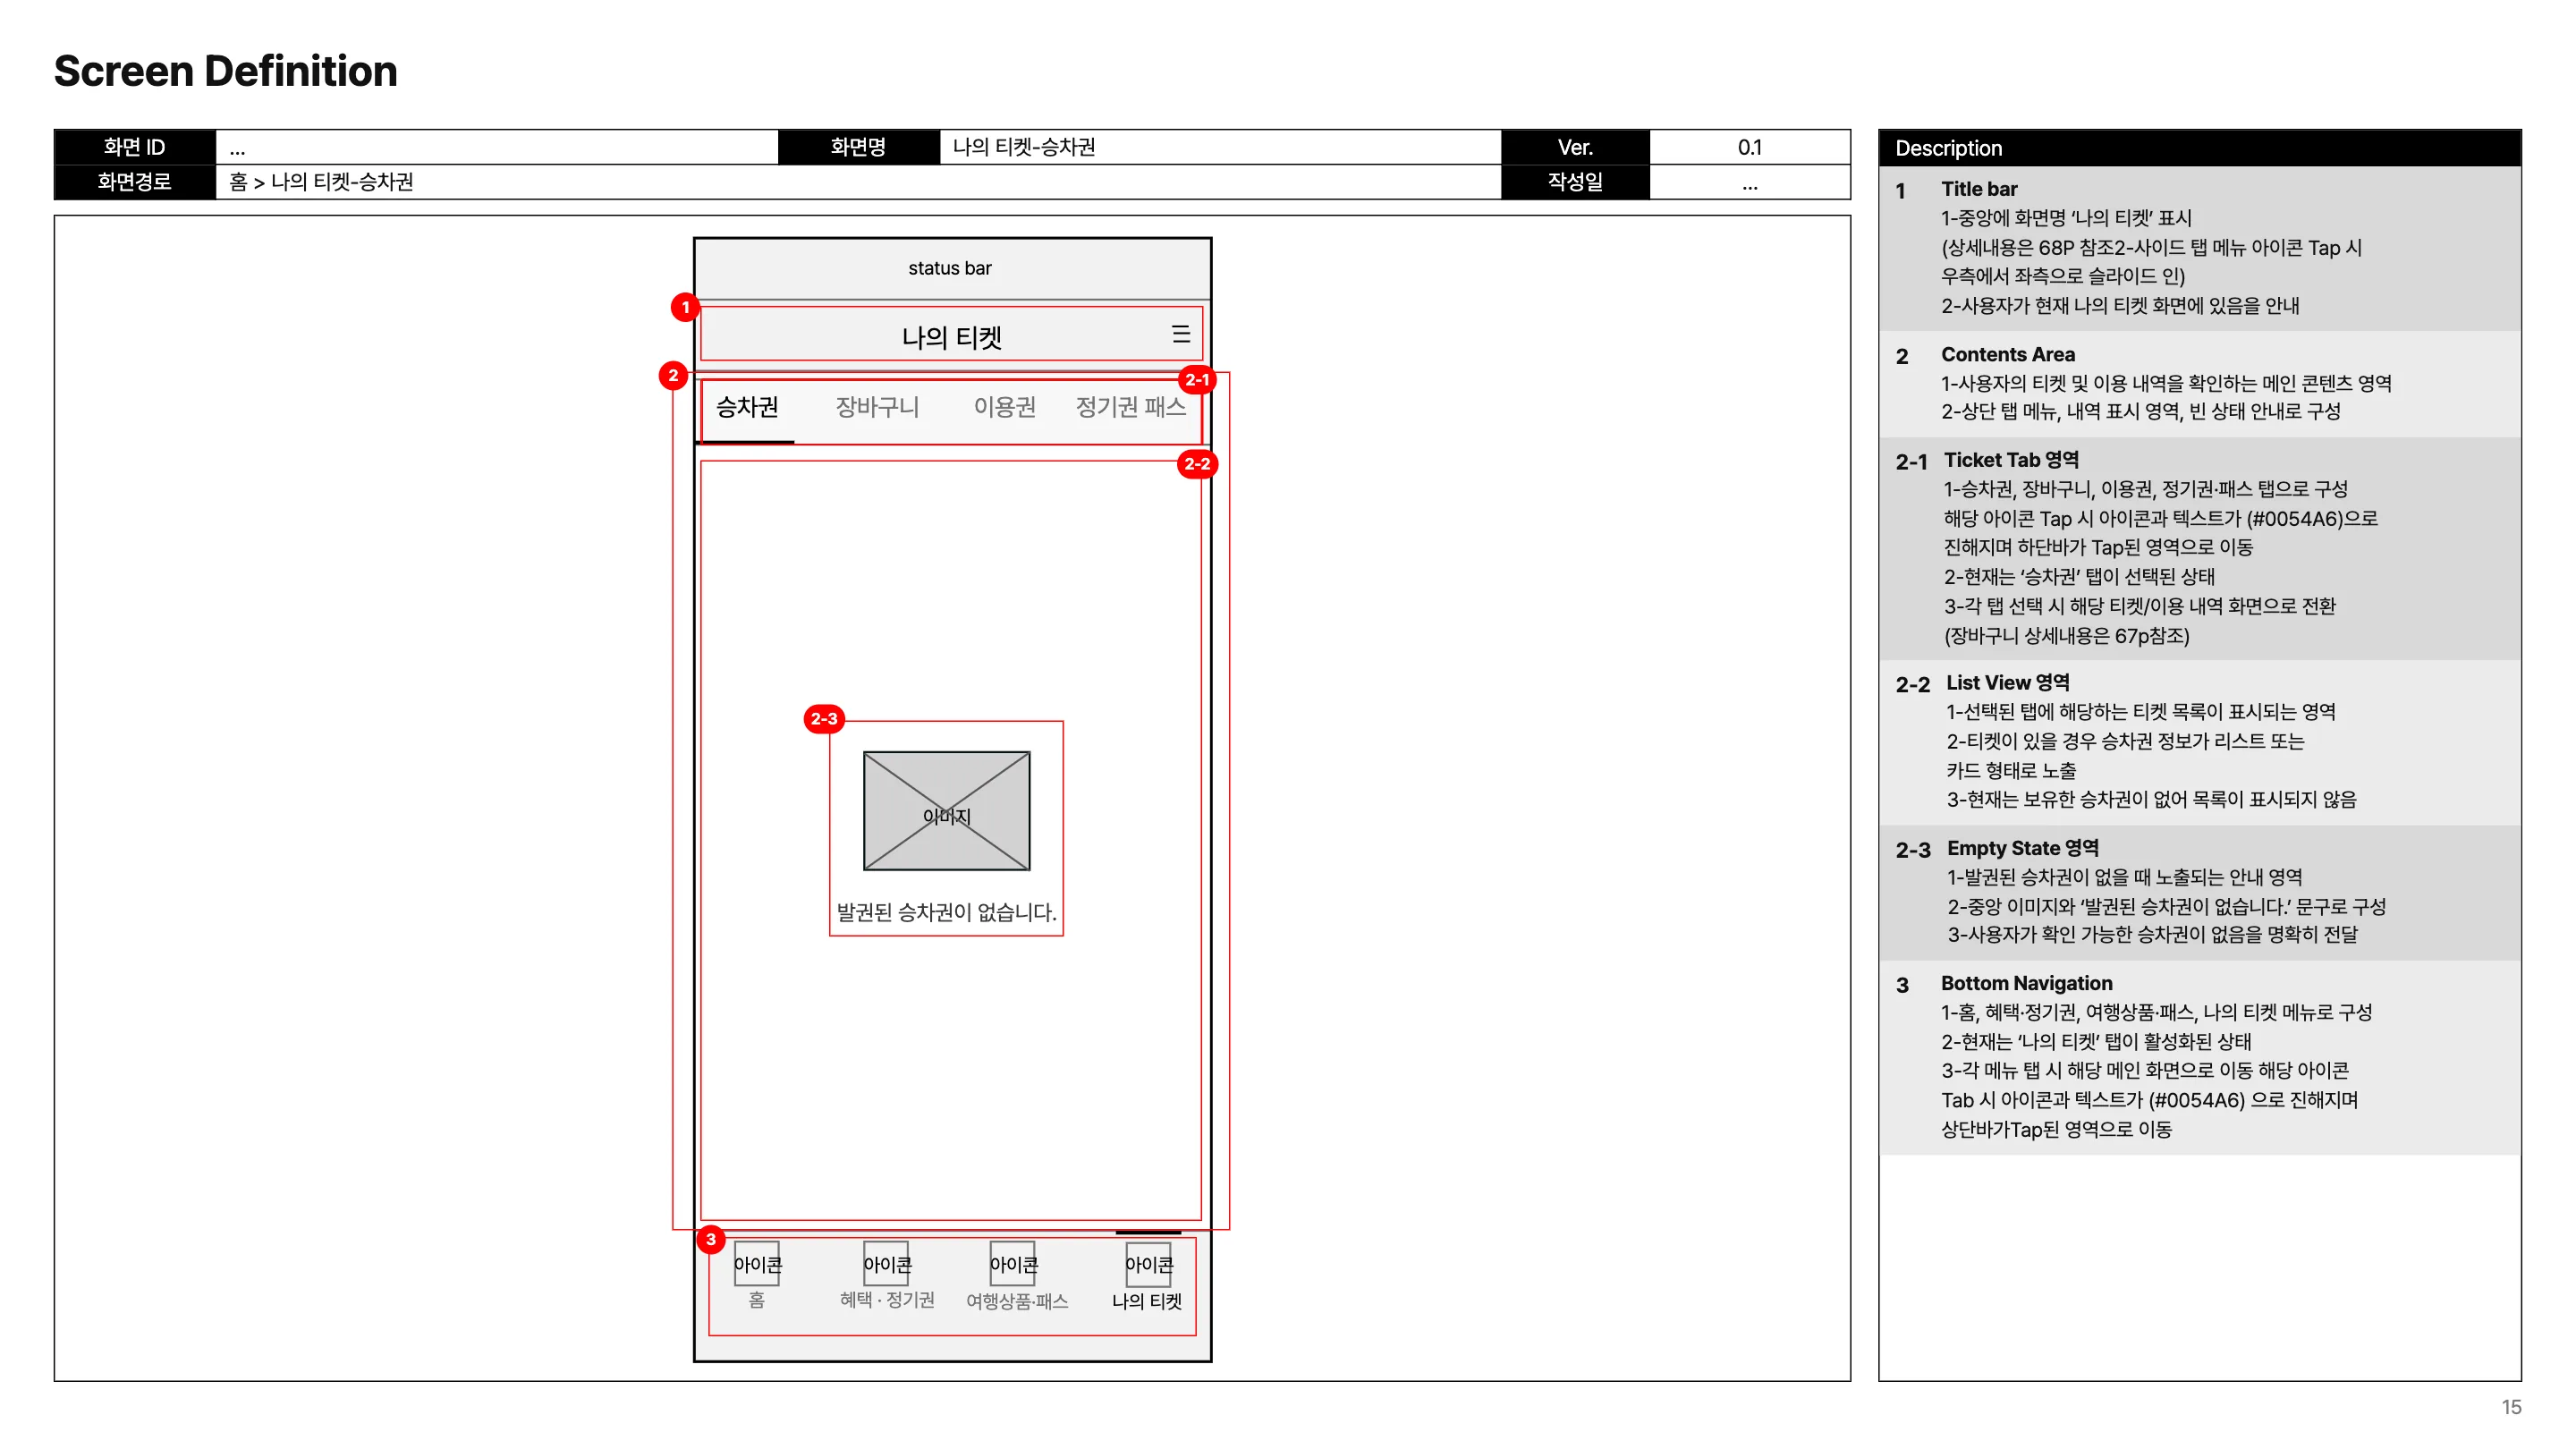 Screen Definition
화면 ID
...
화면명
나의 티켓-승차권
Ver.
0.1
화면경로
홈 > 나의 티켓-승차권
작성일
...
status bar
1
나의 티켓
2
2-1
승차권
장바구니
이용권
정기권 패스
2-2
2-3
이미지
발권된 승차권이 없습니다.
3
아이콘
아이콘
아이콘
아이콘
홈
혜택 · 정기권
여행상품·패스
나의 티켓
Description
1 Title bar
1-중앙에 화면명 ‘나의 티켓’ 표시
(상세내용은 68P 참조2-사이드 탭 메뉴 아이콘 Tap 시
우측에서 좌측으로 슬라이드 인)
2-사용자가 현재 나의 티켓 화면에 있음을 안내
2 Contents Area
1-사용자의 티켓 및 이용 내역을 확인하는 메인 콘텐츠 영역
2-상단 탭 메뉴, 내역 표시 영역, 빈 상태 안내로 구성
2-1 Ticket Tab 영역
1-승차권, 장바구니, 이용권, 정기권·패스 탭으로 구성
해당 아이콘 Tap 시 아이콘과 텍스트가 (#0054A6)으로
진해지며 하단바가 Tap된 영역으로 이동
2-현재는 ‘승차권’ 탭이 선택된 상태
3-각 탭 선택 시 해당 티켓/이용 내역 화면으로 전환
(장바구니 상세내용은 67p참조)
2-2 List View 영역
1-선택된 탭에 해당하는 티켓 목록이 표시되는 영역
2-티켓이 있을 경우 승차권 정보가 리스트 또는
카드 형태로 노출
3-현재는 보유한 승차권이 없어 목록이 표시되지 않음
2-3 Empty State 영역
1-발권된 승차권이 없을 때 노출되는 안내 영역
2-중앙 이미지와 ‘발권된 승차권이 없습니다.’ 문구로 구성
3-사용자가 확인 가능한 승차권이 없음을 명확히 전달
3 Bottom Navigation
1-홈, 혜택·정기권, 여행상품·패스, 나의 티켓 메뉴로 구성
2-현재는 ‘나의 티켓’ 탭이 활성화된 상태
3-각 메뉴 탭 시 해당 메인 화면으로 이동 해당 아이콘
Tab 시 아이콘과 텍스트가 (#0054A6) 으로 진해지며
상단바가Tap된 영역으로 이동
15